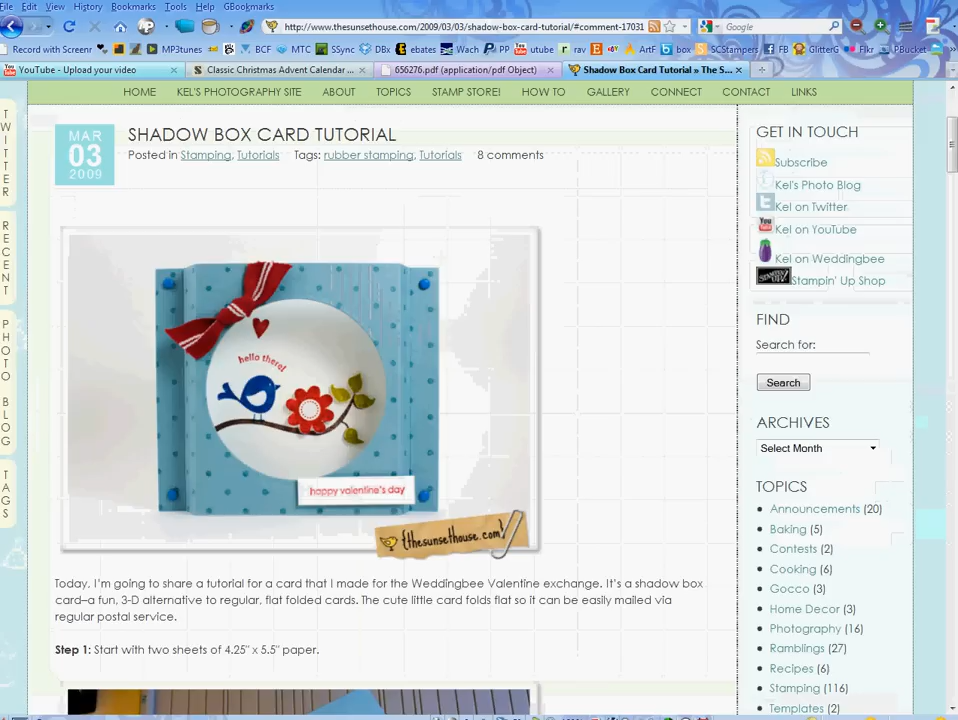 Edit View History Bookmarks Tools Help GBookmarks
http://www.thesunsethouse.com/2009/03/03/shadow-box-card-tutorial/#comment-17031
Google
Record with Screenr MP3tunes BCF MTC SSync DBx ebates Wach PP utube rav ArtF box SCStampers FB GlitterG Flkr PBucket
YouTube - Upload your video
Classic Christmas Advent Calendar ...
656276.pdf (application/pdf Object)
Shadow Box Card Tutorial » The S...
HOME KEL'S PHOTOGRAPHY SITE ABOUT TOPICS STAMP STORE! HOW TO GALLERY CONNECT CONTACT LINKS
TWITTER
RECENT
PHOTO BLOG
TAGS
MAR
03
2009
SHADOW BOX CARD TUTORIAL
Posted in Stamping, Tutorials Tags: rubber stamping, Tutorials 8 comments
hello there!
happy valentine's day
{thesunsethouse.com}
Today, I'm going to share a tutorial for a card that I made for the Weddingbee Valentine exchange. It's a shadow box
card–a fun, 3-D alternative to regular, flat folded cards. The cute little card folds flat so it can be easily mailed via
regular postal service.
Step 1: Start with two sheets of 4.25" x 5.5" paper.
GET IN TOUCH
Subscribe
Kel's Photo Blog
Kel on Twitter
Kel on YouTube
Kel on Weddingbee
Stampin' Up Shop
FIND
Search for:
Search
ARCHIVES
Select Month
TOPICS
Announcements (20)
Baking (5)
Contests (2)
Cooking (6)
Gocco (3)
Home Decor (3)
Photography (16)
Ramblings (27)
Recipes (6)
Stamping (116)
Templates (2)